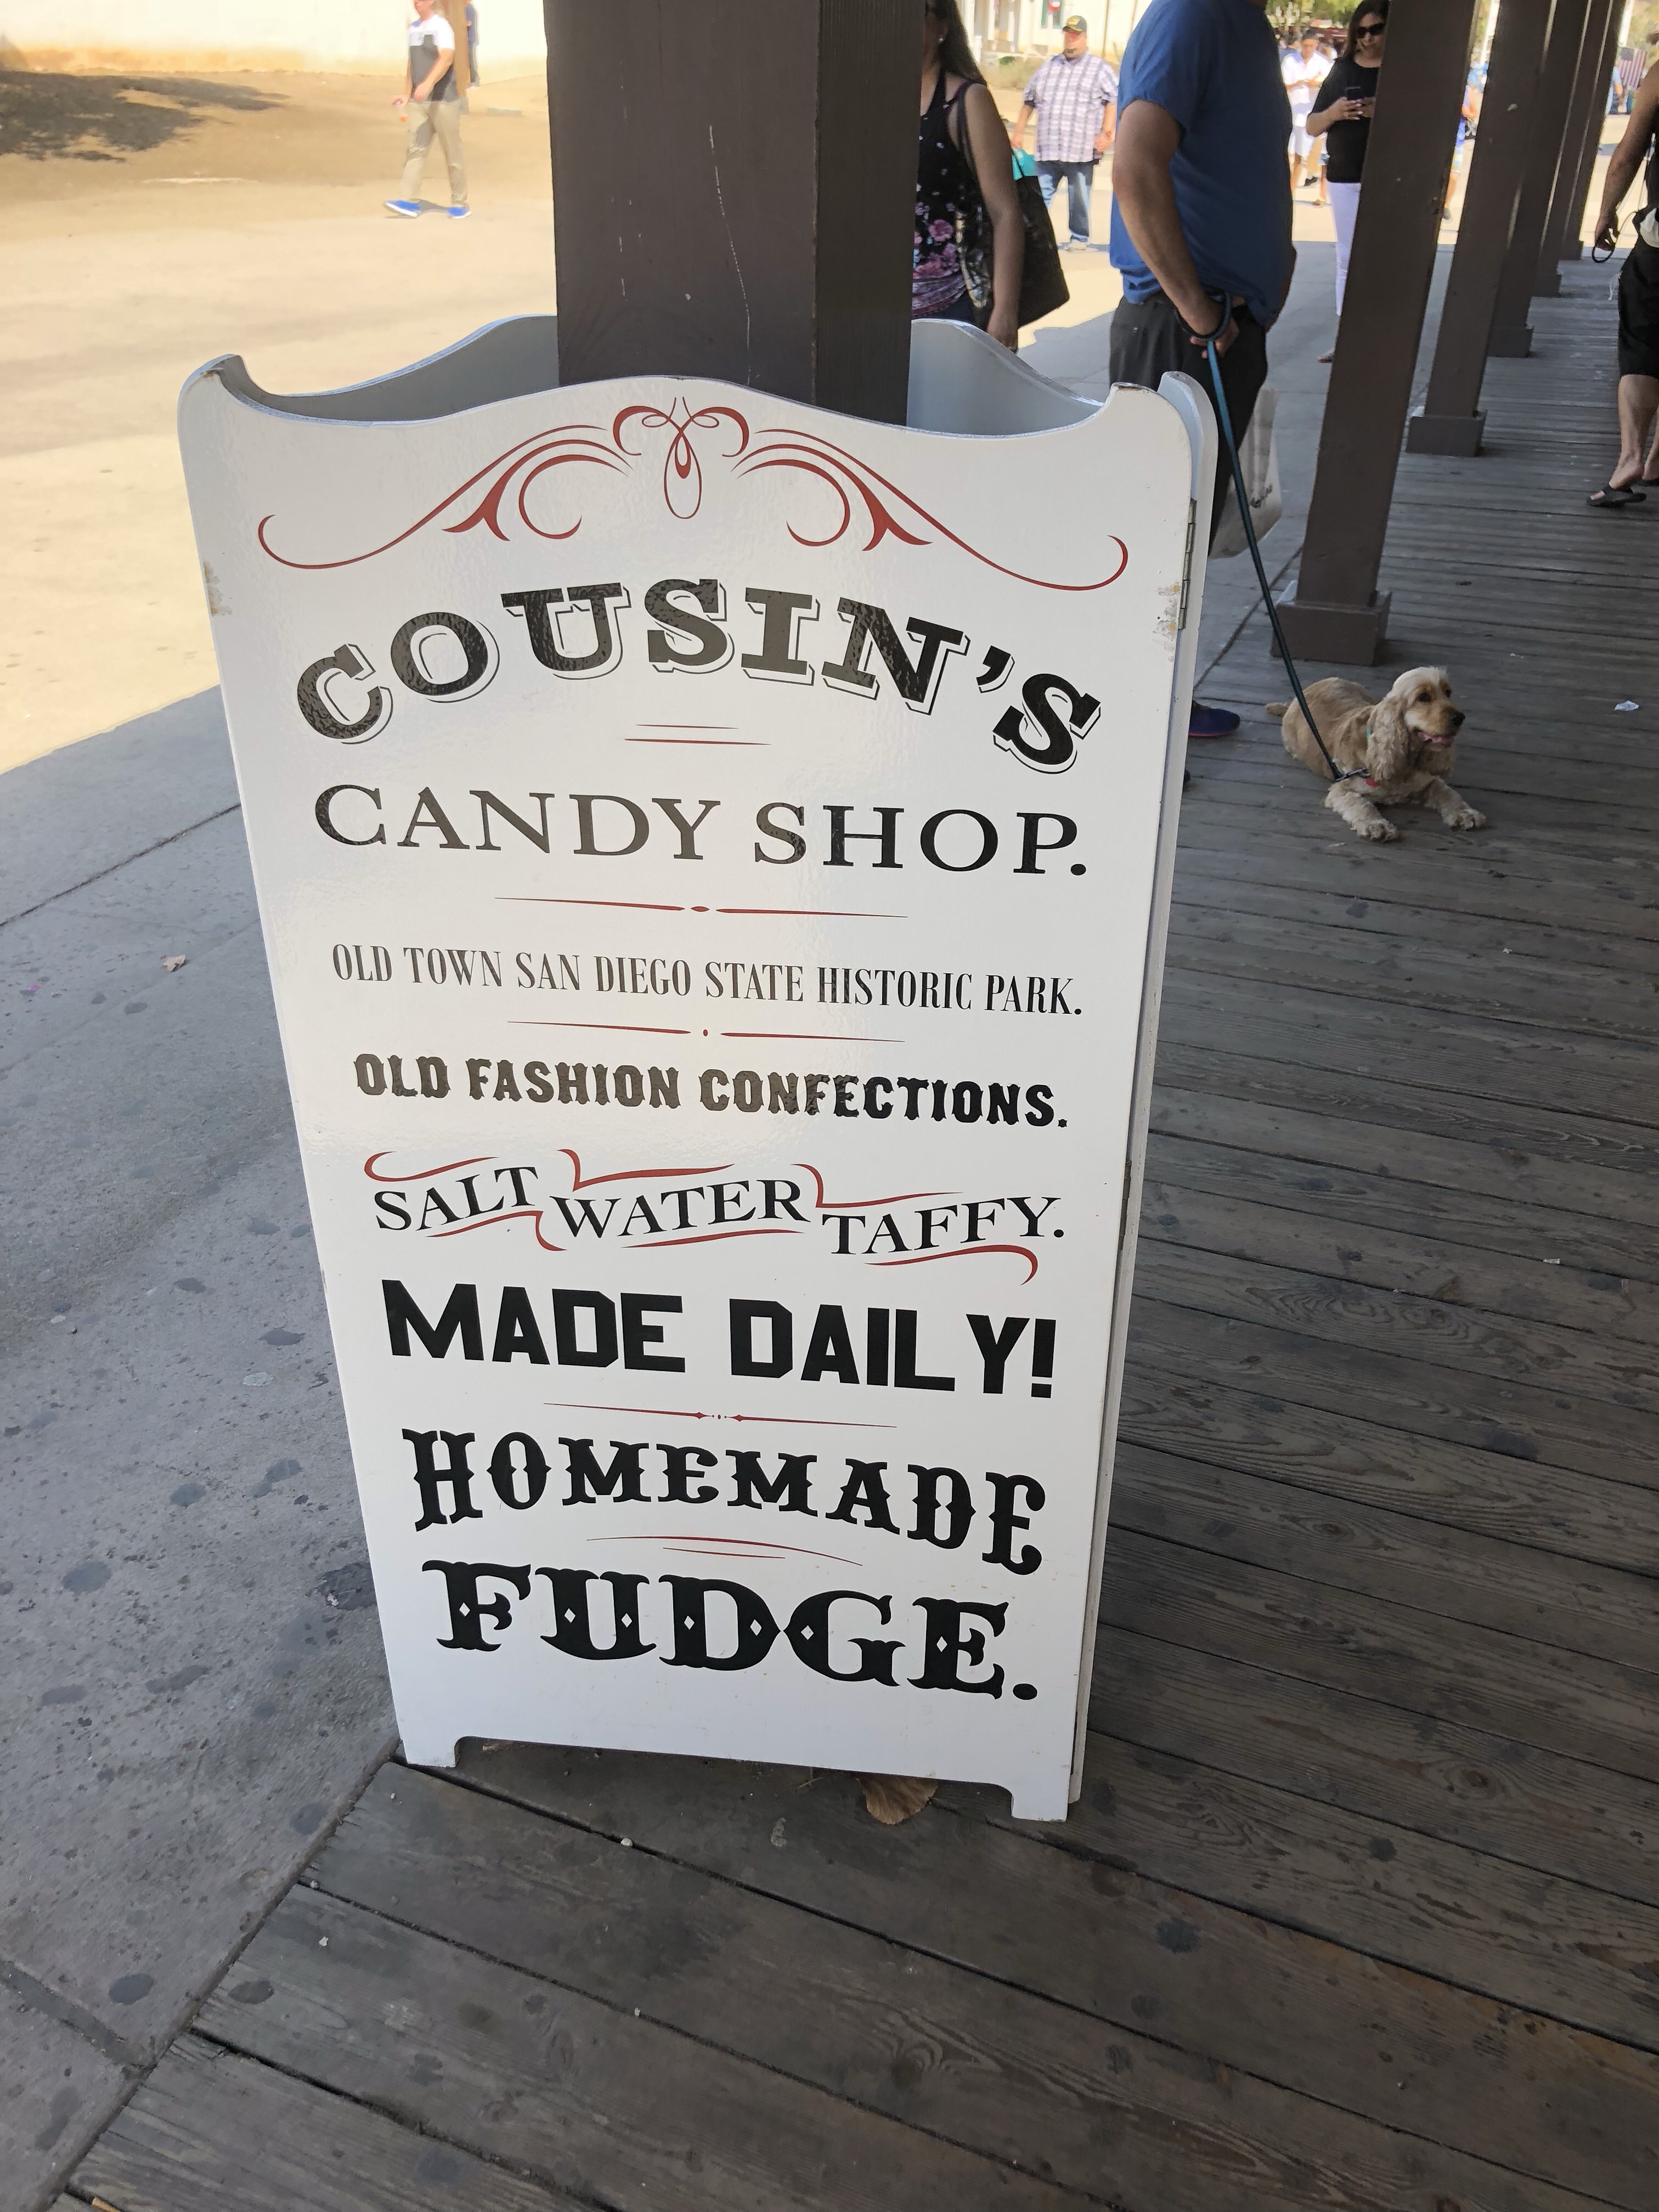 COUSIN'S
CANDY SHOP.
OLD TOWN SAN DIEGO STATE HISTORIC PARK.
OLD FASHION CONFECTIONS.
SALT WATER TAFFY.
MADE DAILY!
HOMEMADE
FUDGE.